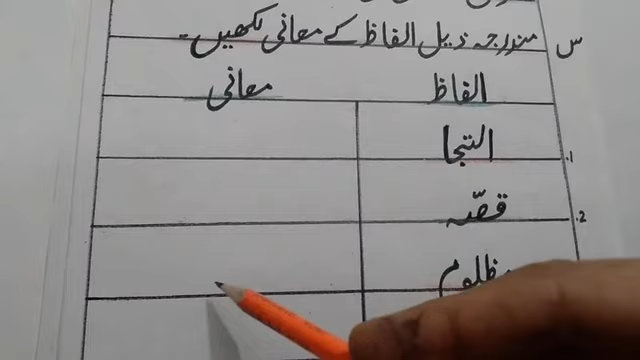 س مندرجہ ذیل الفاظ کے معانی لکھیں۔
الفاظ معانی
1. التجا
2. قصّہ
مظلوم